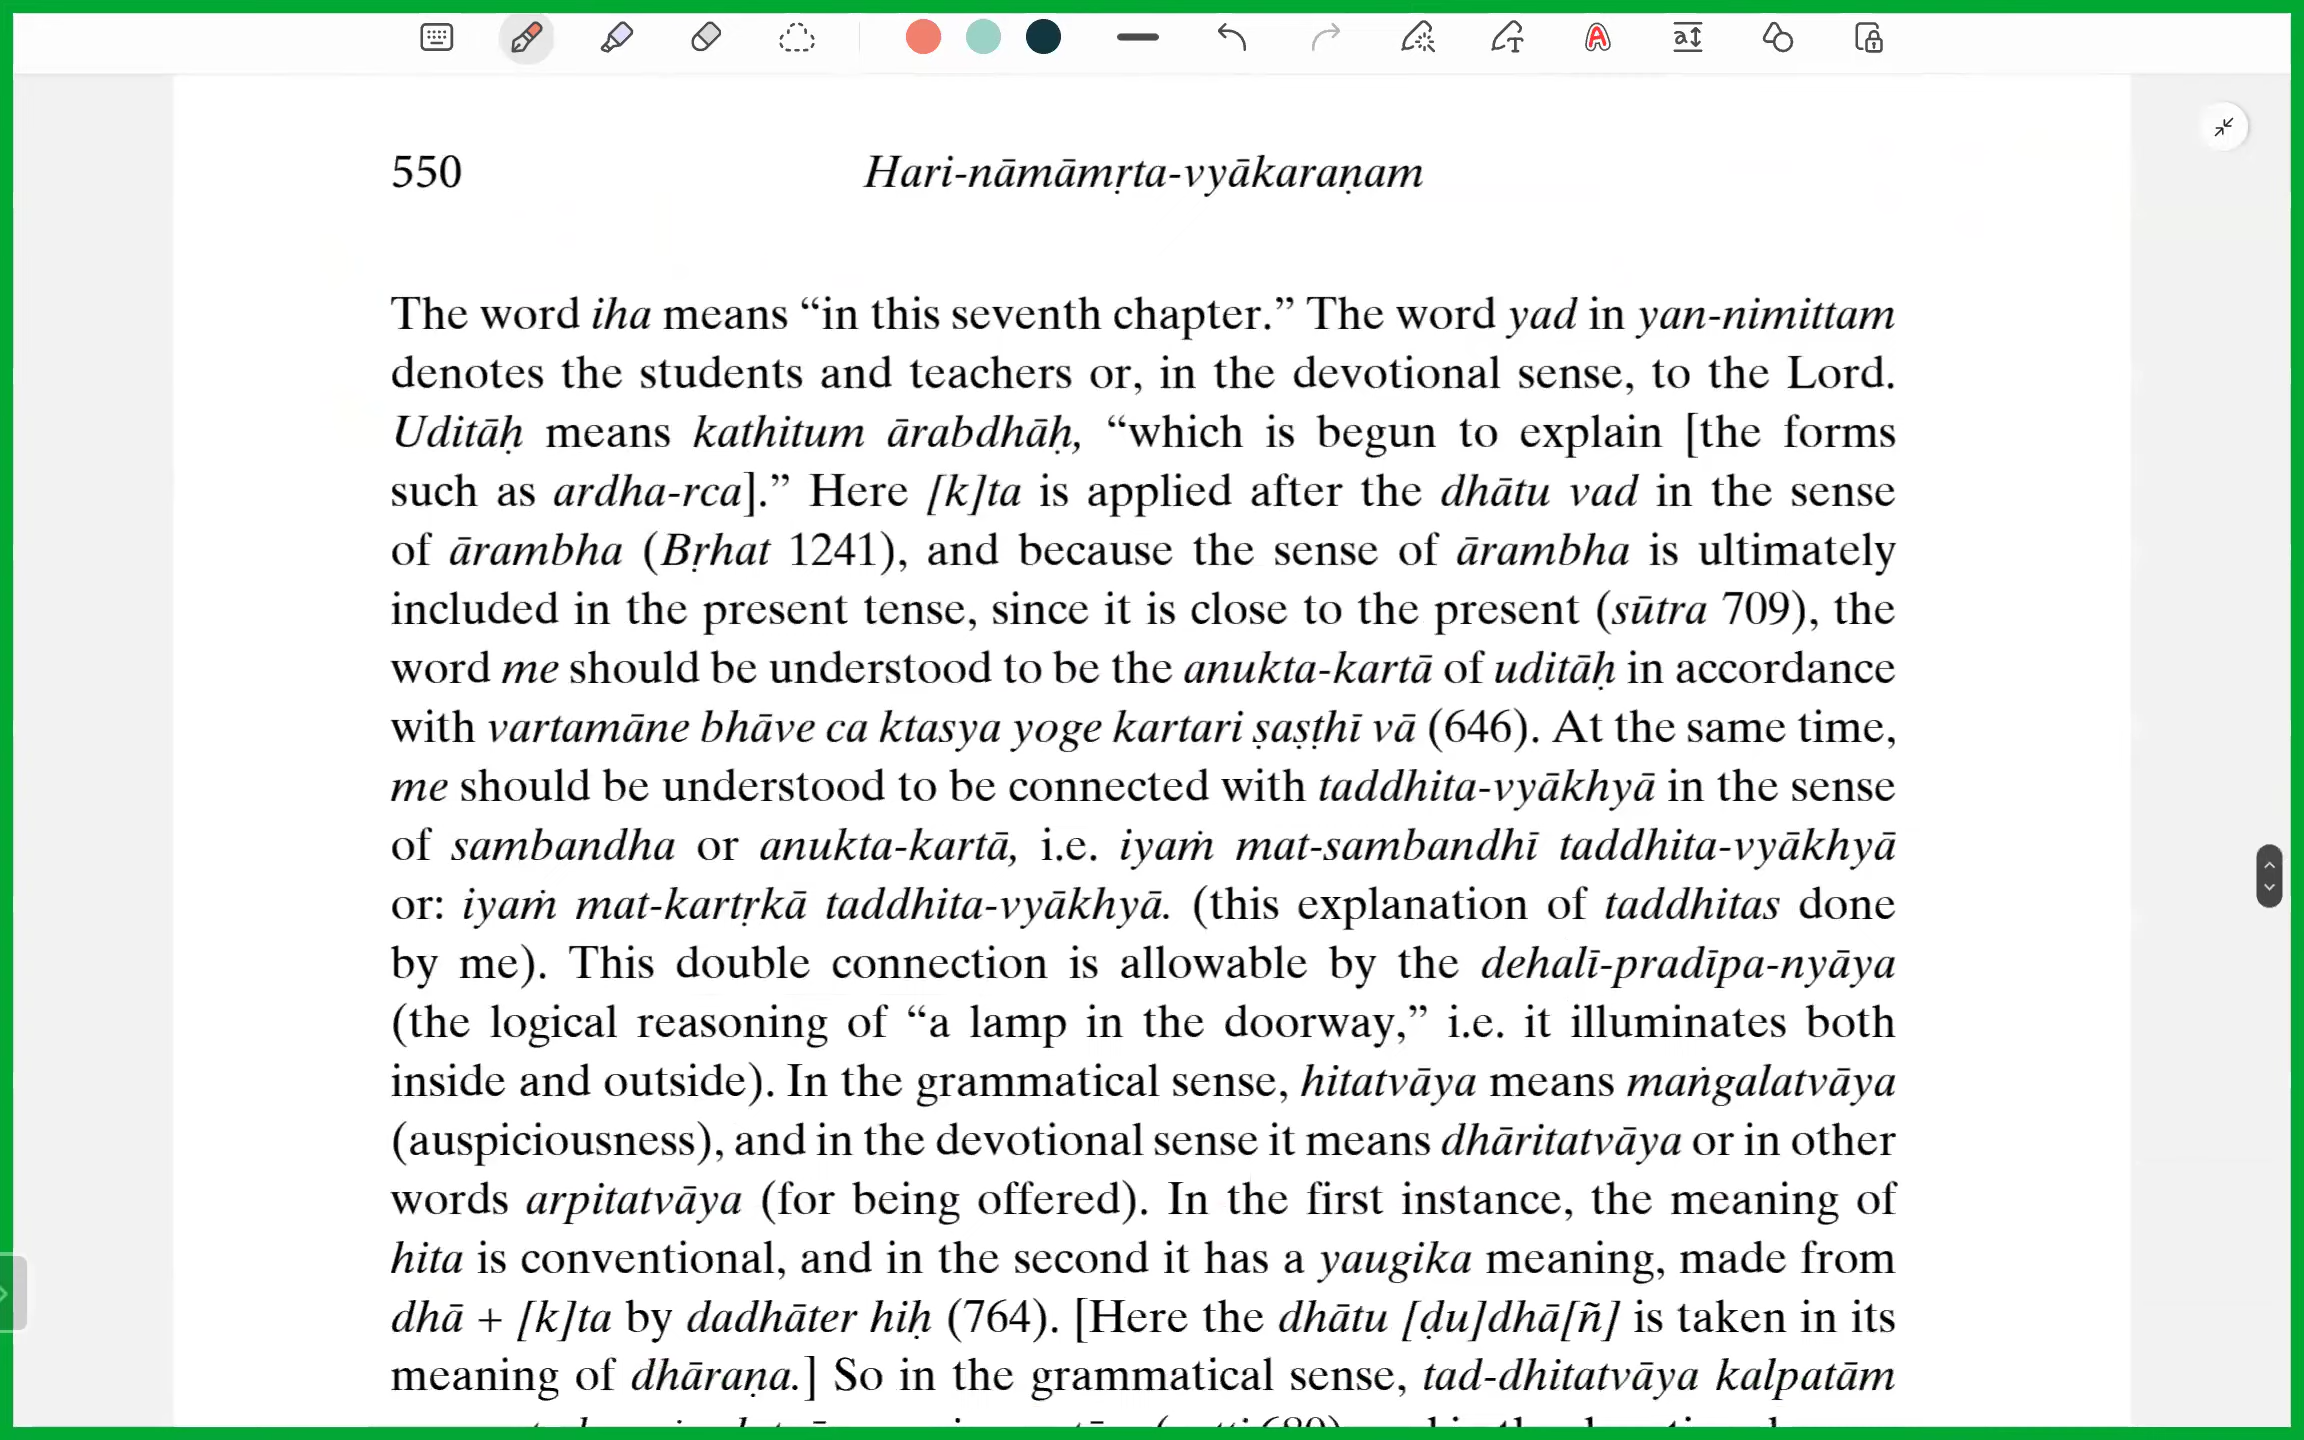 550 Hari-nāmāmṛta-vyākaraṇam
The word iha means “in this seventh chapter.” The word yad in yan-nimittam
denotes the students and teachers or, in the devotional sense, to the Lord.
Uditāḥ means kathitum ārabdhāḥ, “which is begun to explain [the forms
such as ardha-rca].” Here [k]ta is applied after the dhātu vad in the sense
of ārambha (Bṛhat 1241), and because the sense of ārambha is ultimately
included in the present tense, since it is close to the present (sūtra 709), the
word me should be understood to be the anukta-kartā of uditāḥ in accordance
with vartamāne bhāve ca ktasya yoge kartari ṣaṣṭhī vā (646). At the same time,
me should be understood to be connected with taddhita-vyākhyā in the sense
of sambandha or anukta-kartā, i.e. iyaṁ mat-sambandhī taddhita-vyākhyā
or: iyaṁ mat-kartṛkā taddhita-vyākhyā. (this explanation of taddhitas done
by me). This double connection is allowable by the dehalī-pradīpa-nyāya
(the logical reasoning of “a lamp in the doorway,” i.e. it illuminates both
inside and outside). In the grammatical sense, hitatvāya means maṅgalatvāya
(auspiciousness), and in the devotional sense it means dhāritatvāya or in other
words arpitatvāya (for being offered). In the first instance, the meaning of
hita is conventional, and in the second it has a yaugika meaning, made from
dhā + [k]ta by dadhāter hiḥ (764). [Here the dhātu [ḍu]dhā[ñ] is taken in its
meaning of dhāraṇa.] So in the grammatical sense, tad-dhitatvāya kalpatām